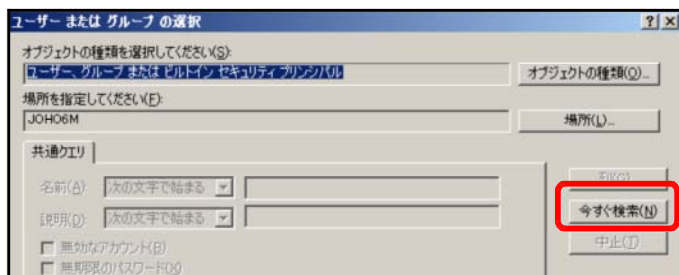 ユーザー または グループ の選択
オブジェクトの種類を選択してください(S):
ユーザー、グループ または ビルトイン セキュリティ プリンシパル
オブジェクトの種類(O)...
場所を指定してください(F):
JOHO6M
場所(L)...
共通クエリ
名前(A):
次の文字で始まる
列(C)...
説明(D):
次の文字で始まる
今すぐ検索(N)
無効なアカウント(B)
中止(T)
無期限のパスワード(X)